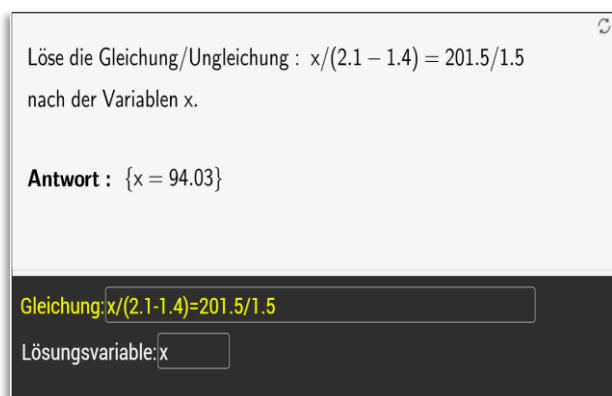 Löse die Gleichung/Ungleichung : x/(2.1 − 1.4) = 201.5/1.5
nach der Variablen x.
Antwort : {x = 94.03}
Gleichung:x/(2.1-1.4)=201.5/1.5
Lösungsvariable:x